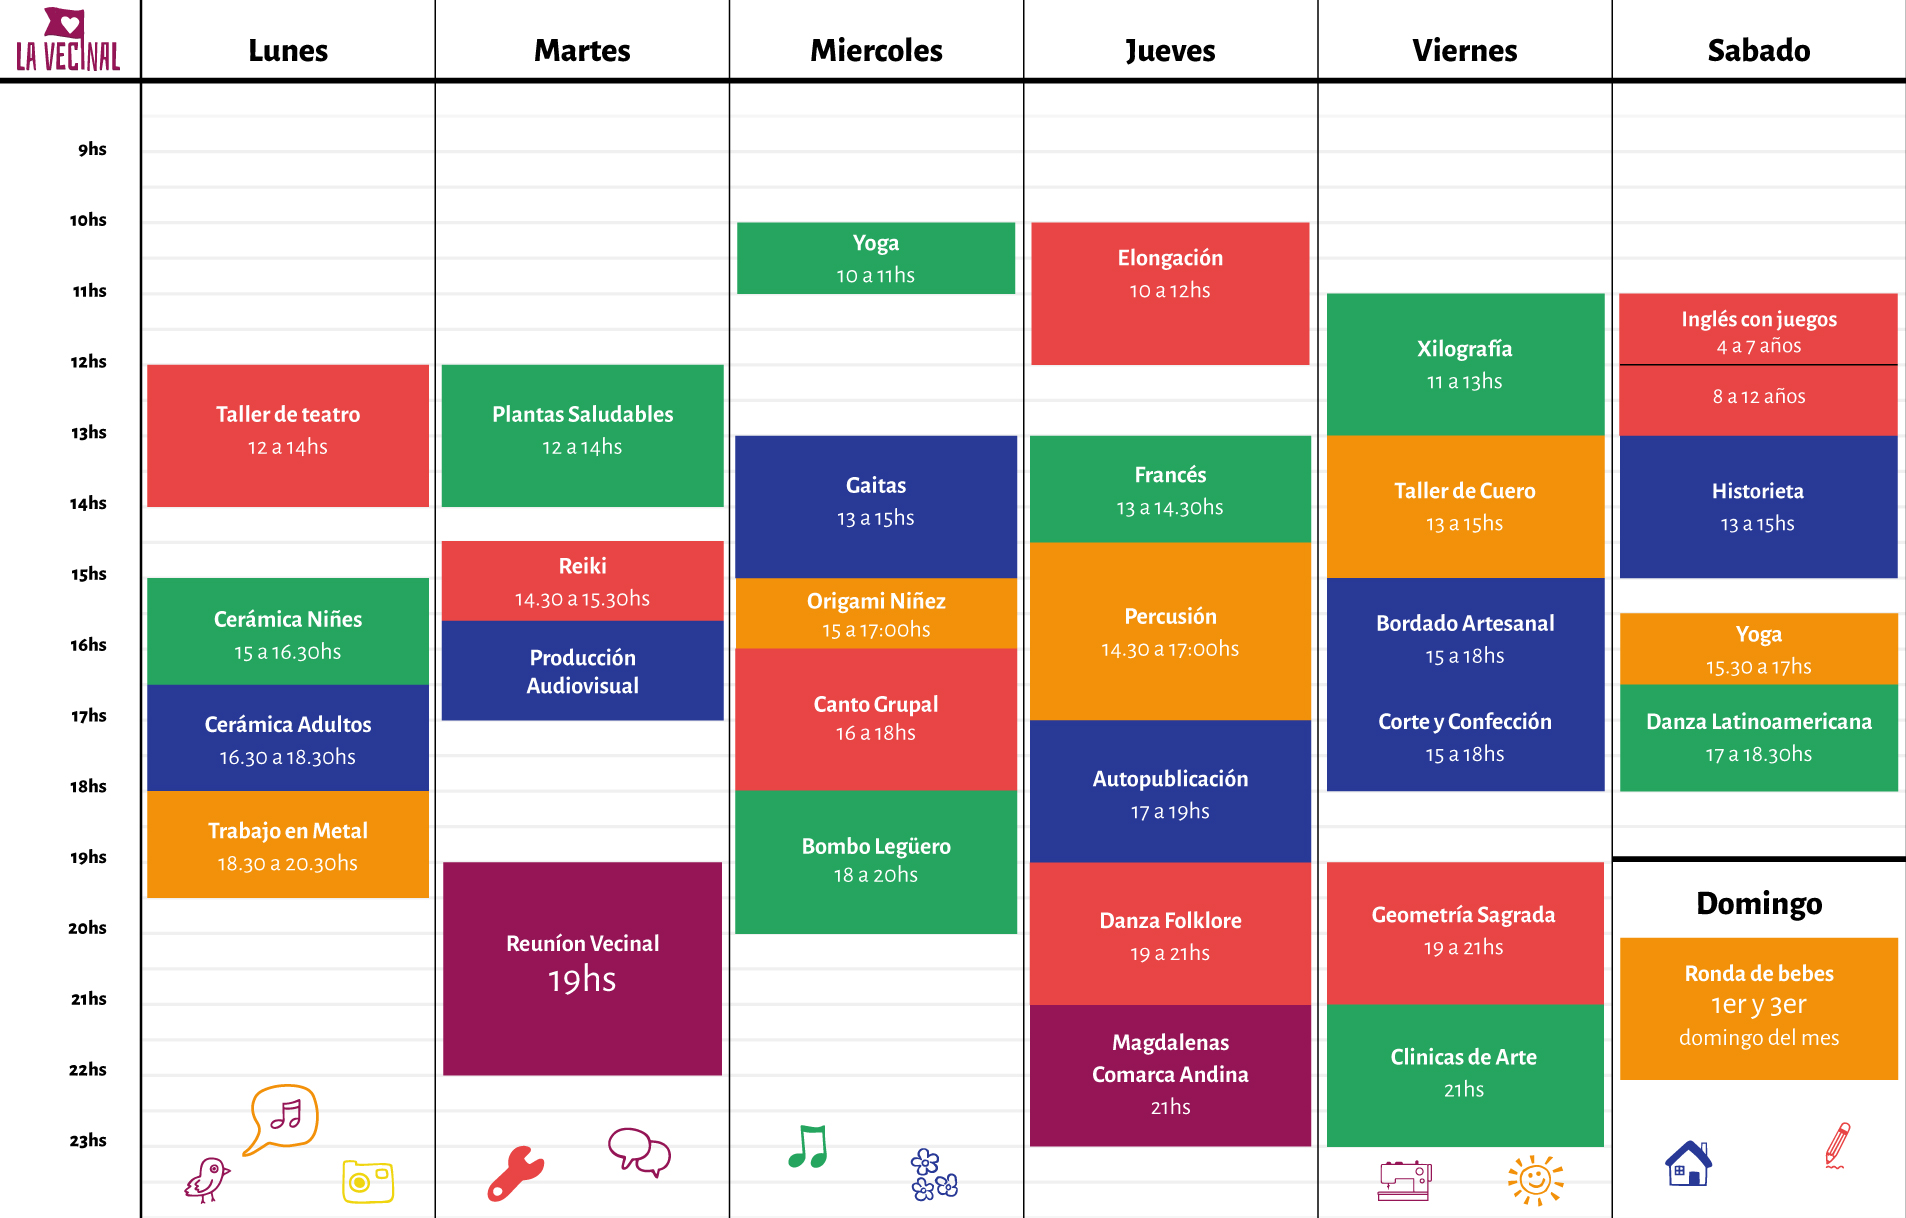 LA VECINAL
Lunes
Martes
Miercoles
Jueves
Viernes
Sabado
9hs
10hs
11hs
12hs
13hs
14hs
15hs
16hs
17hs
18hs
19hs
20hs
21hs
22hs
23hs
Taller de teatro
12 a 14hs
Cerámica Niñes
15 a 16.30hs
Cerámica Adultos
16.30 a 18.30hs
Trabajo en Metal
18.30 a 20.30hs
Plantas Saludables
12 a 14hs
Reiki
14.30 a 15.30hs
Producción
Audiovisual
Reuníon Vecinal
19hs
Yoga
10 a 11hs
Gaitas
13 a 15hs
Origami Niñez
15 a 17:00hs
Canto Grupal
16 a 18hs
Bombo Legüero
18 a 20hs
Elongación
10 a 12hs
Francés
13 a 14.30hs
Percusión
14.30 a 17:00hs
Autopublicación
17 a 19hs
Danza Folklore
19 a 21hs
Magdalenas
Comarca Andina
21hs
Xilografía
11 a 13hs
Taller de Cuero
13 a 15hs
Bordado Artesanal
15 a 18hs
Corte y Confección
15 a 18hs
Geometría Sagrada
19 a 21hs
Clinicas de Arte
21hs
Inglés con juegos
4 a 7 años
8 a 12 años
Historieta
13 a 15hs
Yoga
15.30 a 17hs
Danza Latinoamericana
17 a 18.30hs
Domingo
Ronda de bebes
1er y 3er
domingo del mes